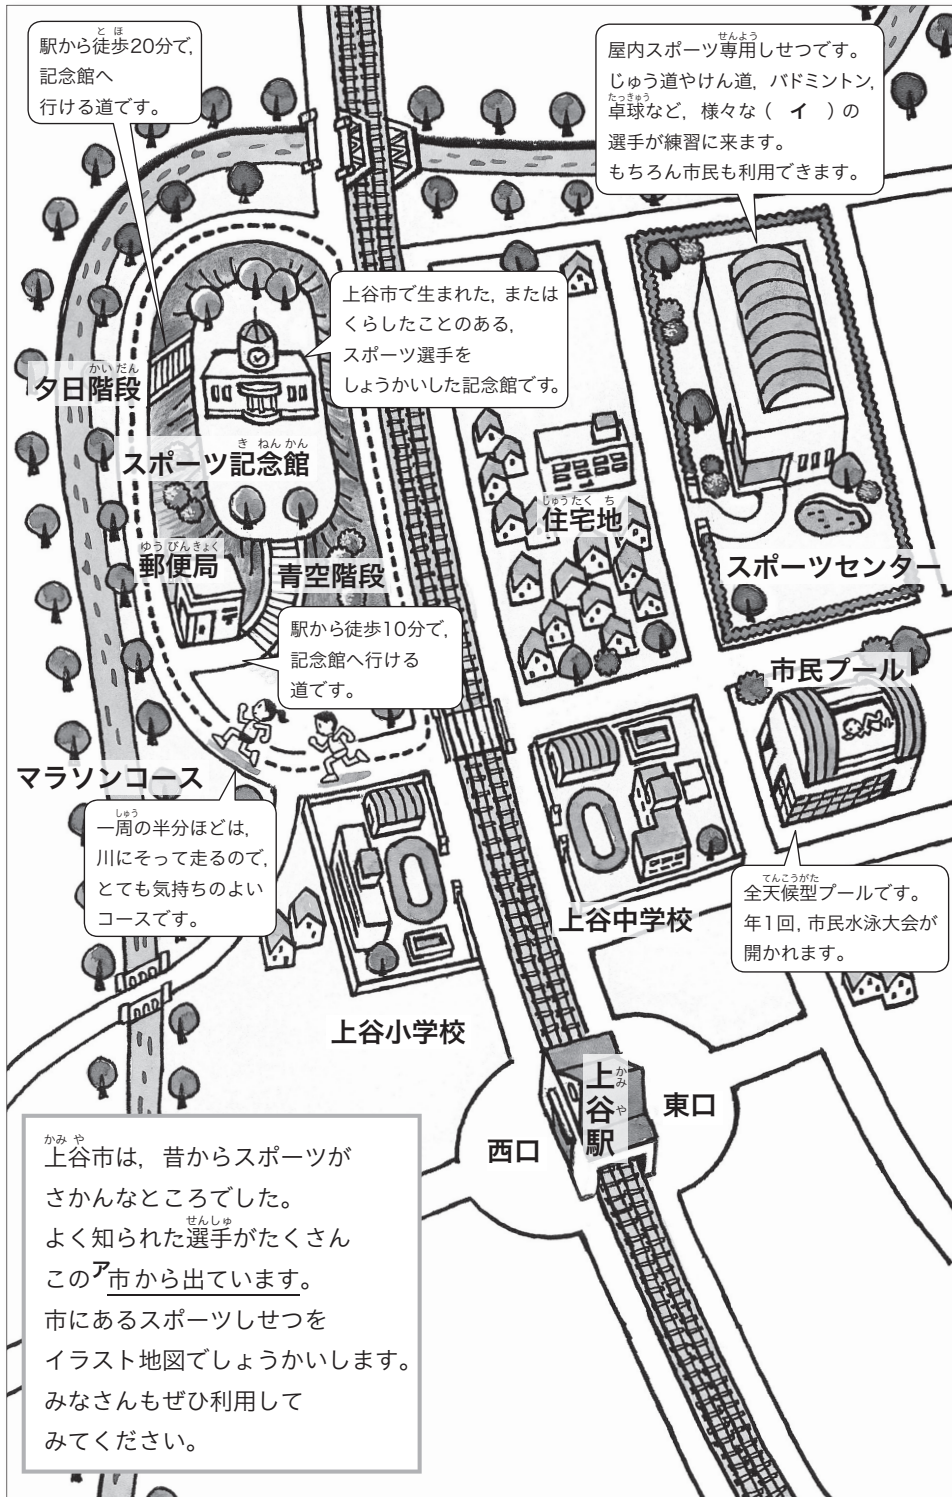 駅から徒歩20分で,
記念館へ
行ける道です。
屋内スポーツ専用しせつです。
じゅう道やけん道, バドミントン,
卓球など, 様々な( イ )の
選手が練習に来ます。
もちろん市民も利用できます。
上谷市で生まれた, または
くらしたことのある,
スポーツ選手を
しょうかいした記念館です。
夕日階段
スポーツ記念館
住宅地
郵便局
青空階段
スポーツセンター
駅から徒歩10分で,
記念館へ行ける
道です。
市民プール
マラソンコース
一周の半分ほどは,
川にそって走るので,
とても気持ちのよい
コースです。
全天候型プールです。
年1回, 市民水泳大会が
開かれます。
上谷中学校
上谷小学校
上谷駅
東口
西口
上谷市は, 昔からスポーツが
さかんなところでした。
よく知られた選手がたくさん
このア市から出ています。
市にあるスポーツしせつを
イラスト地図でしょうかいします。
みなさんもぜひ利用して
みてください。